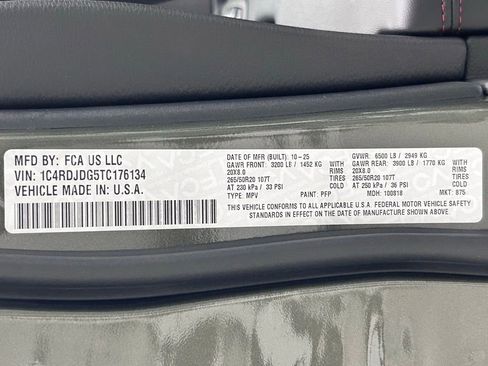 MFD BY: FCA US LLC
VIN: 1C4RDJDG5TC176134
VEHICLE MADE IN: U.S.A.
DATE OF MFR (BUILT): 10-25 GVWR: 6500 LB / 2949 KG
GAWR FRONT: 3200 LB / 1452 KG WITH GAWR REAR: 3900 LB / 1770 KG WITH
20X8.0 RIMS 20X8.0 RIMS
265/50R20 107T TIRES 265/50R20 107T TIRES
AT 230 kPa / 33 PSI COLD AT 250 kPa / 36 PSI COLD
TYPE: MPV PAINT: PFP MDH: 100818 MKT: 875
THIS VEHICLE CONFORMS TO ALL APPLICABLE U.S.A. FEDERAL MOTOR VEHICLE SAFETY
STANDARDS IN EFFECT ON THE DATE OF MANUFACTURE SHOWN ABOVE.